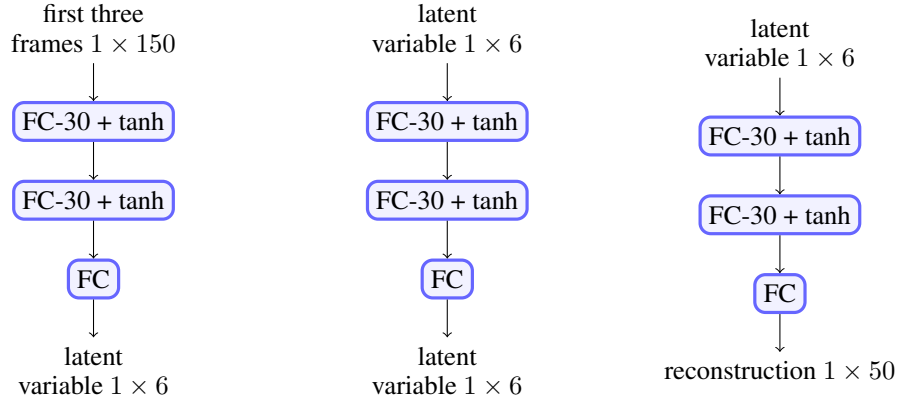 first three
frames 1 × 150
FC-30 + tanh
FC-30 + tanh
FC
latent
variable 1 × 6
latent
variable 1 × 6
FC-30 + tanh
FC-30 + tanh
FC
latent
variable 1 × 6
latent
variable 1 × 6
FC-30 + tanh
FC-30 + tanh
FC
reconstruction 1 × 50